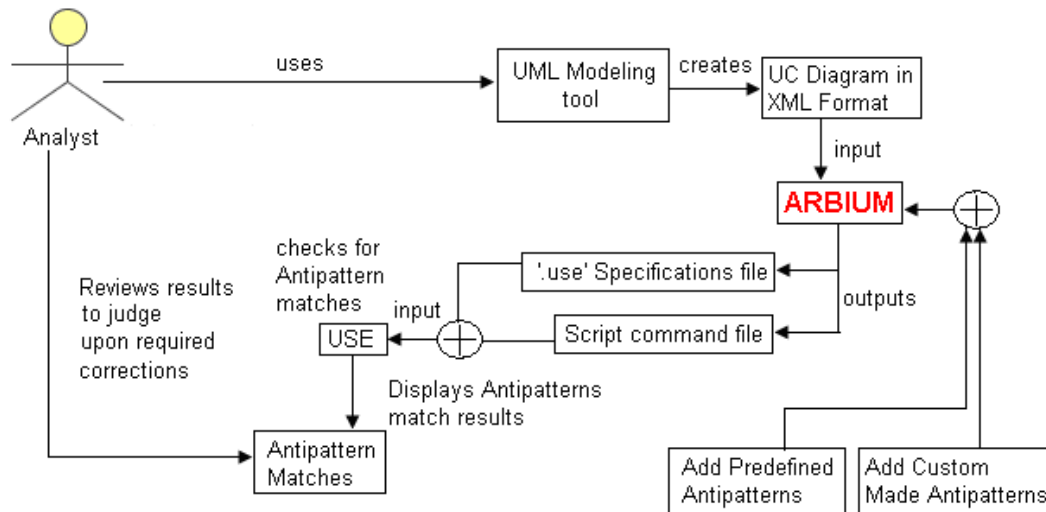 uses
UML Modeling
tool
creates
UC Diagram in
XML Format
Analyst
input
ARBIUM
checks for
Antipattern
matches
'.use' Specifications file
outputs
Reviews results
to judge
upon required
corrections
input
USE
Script command file
Displays Antipatterns
match results
Antipattern
Matches
Add Predefined
Antipatterns
Add Custom
Made Antipatterns